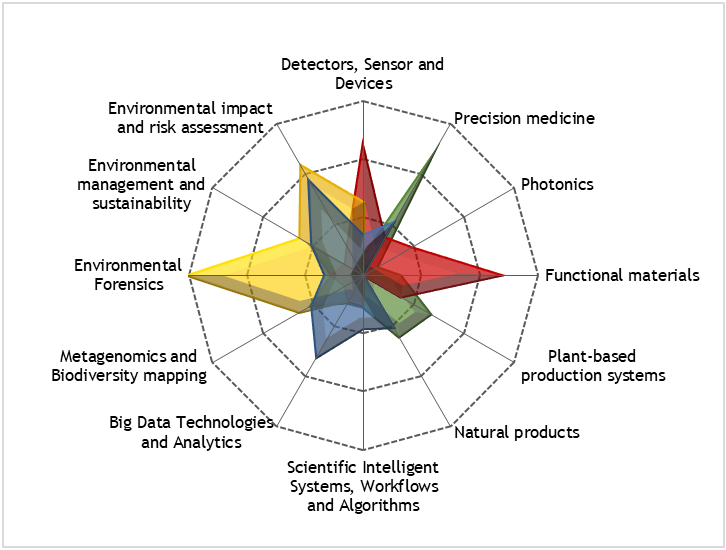 Detectors, Sensor and
Devices
Precision medicine
Photonics
Functional materials
Plant-based
production systems
Natural products
Scientific Intelligent
Systems, Workflows
and Algorithms
Big Data Technologies
and Analytics
Metagenomics and
Biodiversity mapping
Environmental
Forensics
Environmental
management and
sustainability
Environmental impact
and risk assessment